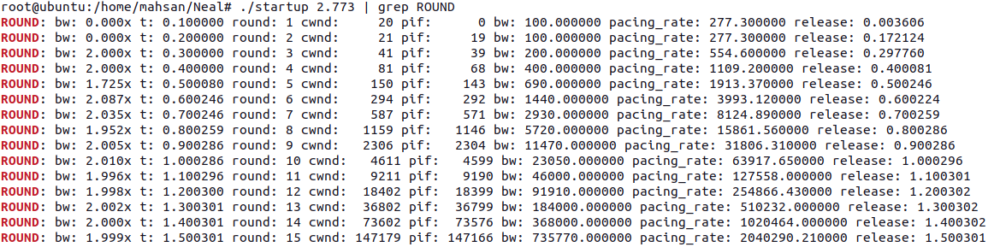 root@ubuntu:/home/mahsan/Neal# ./startup 2.773 | grep ROUND
ROUND: bw: 0.000x t: 0.100000 round: 1 cwnd:     20 pif:      0 bw: 100.000000 pacing_rate: 277.300000 release: 0.003606
ROUND: bw: 0.000x t: 0.200000 round: 2 cwnd:     21 pif:     19 bw: 100.000000 pacing_rate: 277.300000 release: 0.172124
ROUND: bw: 2.000x t: 0.300000 round: 3 cwnd:     41 pif:     39 bw: 200.000000 pacing_rate: 554.600000 release: 0.297760
ROUND: bw: 2.000x t: 0.400000 round: 4 cwnd:     81 pif:     68 bw: 400.000000 pacing_rate: 1109.200000 release: 0.400081
ROUND: bw: 1.725x t: 0.500080 round: 5 cwnd:    150 pif:    143 bw: 690.000000 pacing_rate: 1913.370000 release: 0.500246
ROUND: bw: 2.087x t: 0.600246 round: 6 cwnd:    294 pif:    292 bw: 1440.000000 pacing_rate: 3993.120000 release: 0.600224
ROUND: bw: 2.035x t: 0.700246 round: 7 cwnd:    587 pif:    571 bw: 2930.000000 pacing_rate: 8124.890000 release: 0.700259
ROUND: bw: 1.952x t: 0.800259 round: 8 cwnd:   1159 pif:   1146 bw: 5720.000000 pacing_rate: 15861.560000 release: 0.800286
ROUND: bw: 2.005x t: 0.900286 round: 9 cwnd:   2306 pif:   2304 bw: 11470.000000 pacing_rate: 31806.310000 release: 0.900286
ROUND: bw: 2.010x t: 1.000286 round: 10 cwnd:   4611 pif:   4599 bw: 23050.000000 pacing_rate: 63917.650000 release: 1.000296
ROUND: bw: 1.996x t: 1.100296 round: 11 cwnd:   9211 pif:   9190 bw: 46000.000000 pacing_rate: 127558.000000 release: 1.100301
ROUND: bw: 1.998x t: 1.200300 round: 12 cwnd:  18402 pif:  18399 bw: 91910.000000 pacing_rate: 254866.430000 release: 1.200302
ROUND: bw: 2.002x t: 1.300301 round: 13 cwnd:  36802 pif:  36799 bw: 184000.000000 pacing_rate: 510232.000000 release: 1.300302
ROUND: bw: 2.000x t: 1.400301 round: 14 cwnd:  73602 pif:  73576 bw: 368000.000000 pacing_rate: 1020464.000000 release: 1.400302
ROUND: bw: 1.999x t: 1.500301 round: 15 cwnd: 147179 pif: 147166 bw: 735770.000000 pacing_rate: 2040290.210000 release: 1.500301